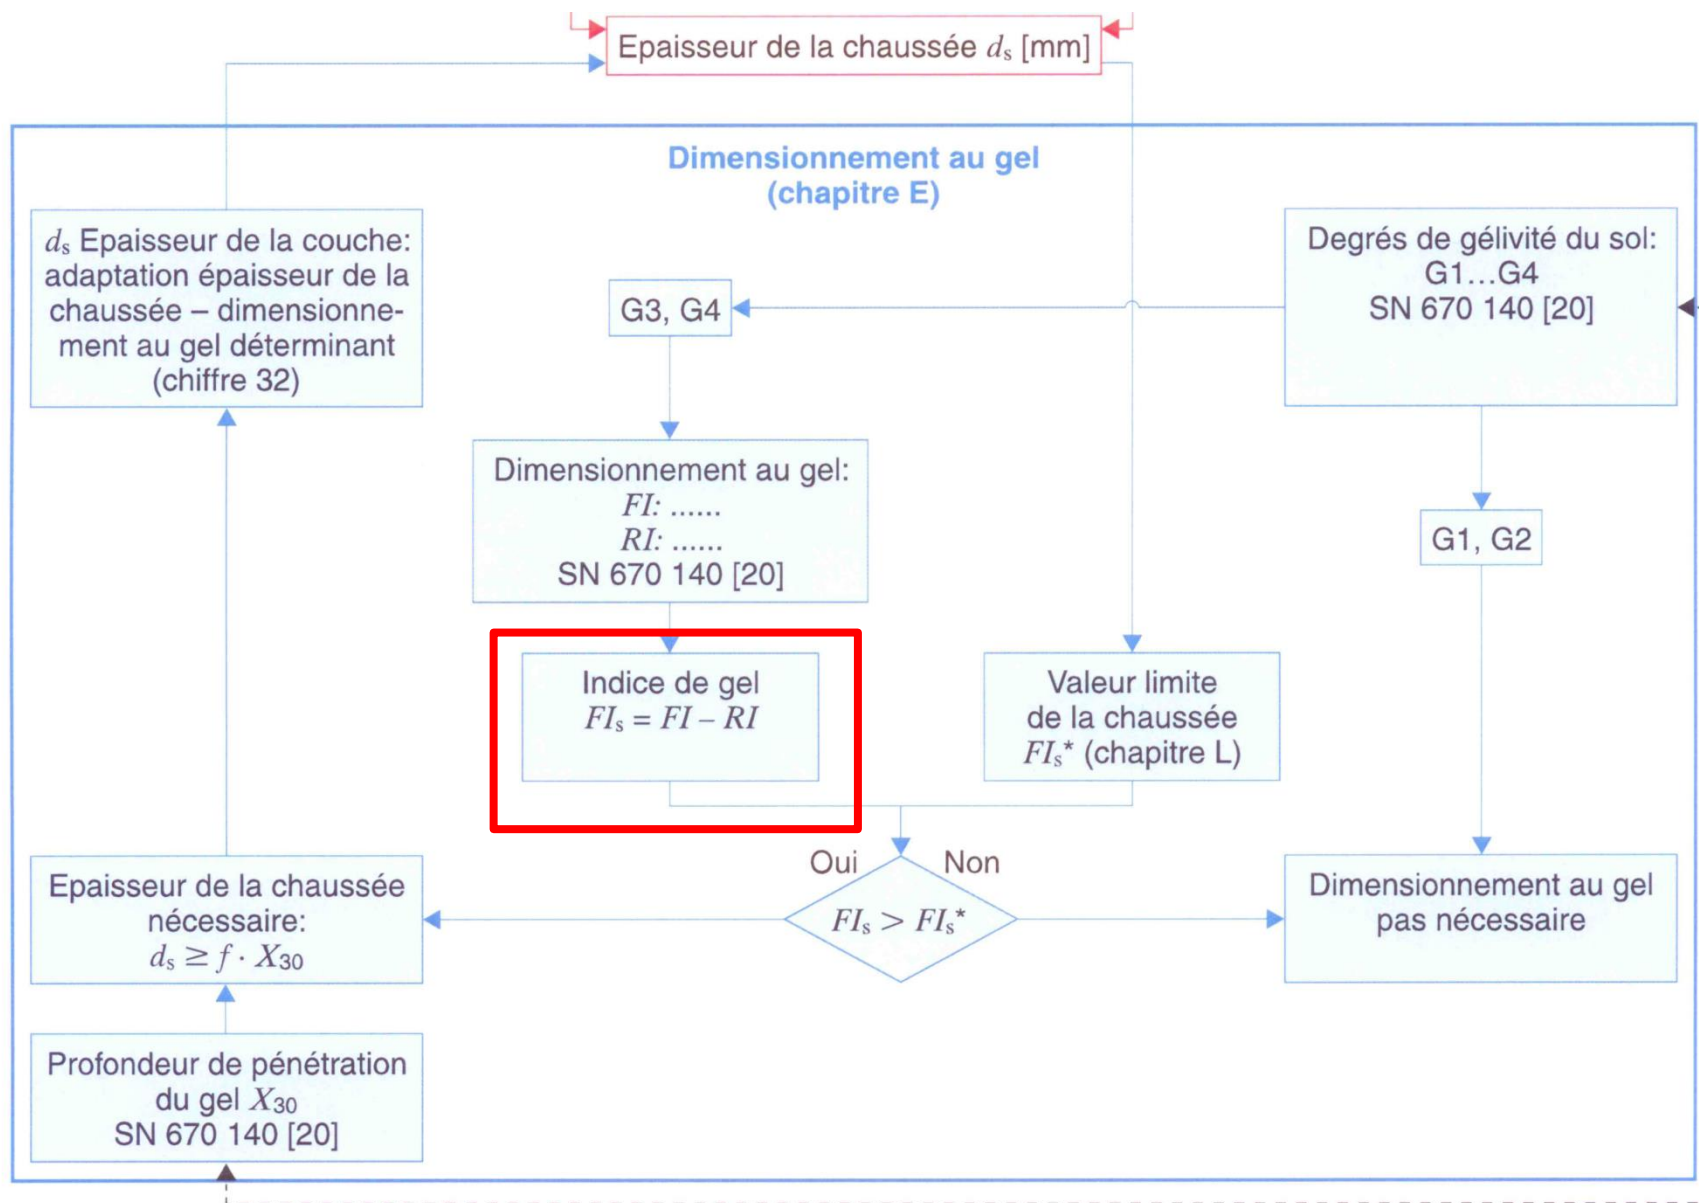 Epaisseur de la chaussée ds [mm]
Dimensionnement au gel
(chapitre E)
ds Epaisseur de la couche:
adaptation épaisseur de la
chaussée – dimensionne-
ment au gel déterminant
(chiffre 32)
G3, G4
Degrés de gélivité du sol:
G1...G4
SN 670 140 [20]
Dimensionnement au gel:
FI: ......
RI: ......
SN 670 140 [20]
G1, G2
Indice de gel
FIs = FI – RI
Valeur limite
de la chaussée
FIs* (chapitre L)
Oui
Non
FIs > FIs*
Epaisseur de la chaussée
nécessaire:
ds ≥ f · X30
Dimensionnement au gel
pas nécessaire
Profondeur de pénétration
du gel X30
SN 670 140 [20]